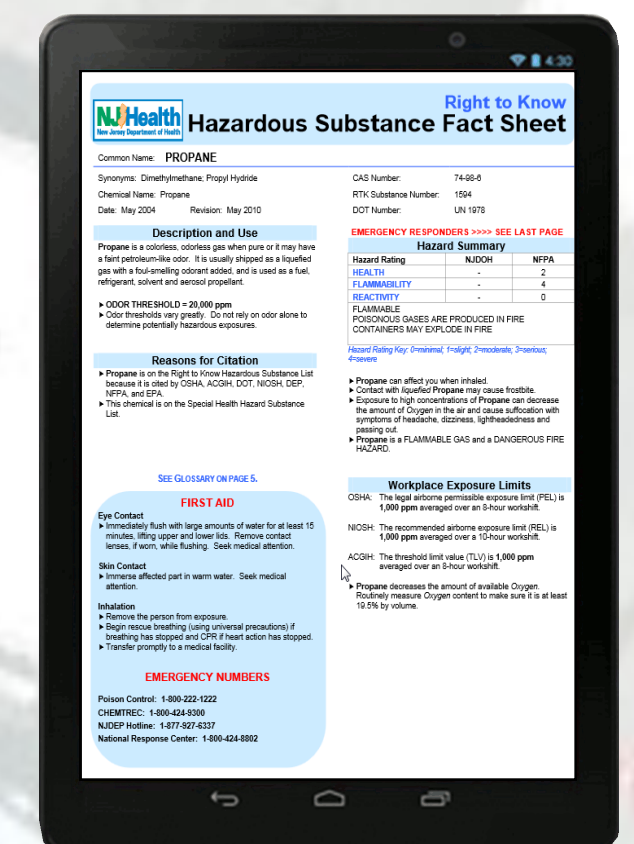 4:30
NJHealth
New Jersey Department of Health
Right to Know
Hazardous Substance Fact Sheet
Common Name: PROPANE
Synonyms: Dimethylmethane; Propyl Hydride
Chemical Name: Propane
Date: May 2004 Revision: May 2010
CAS Number: 74-98-6
RTK Substance Number: 1594
DOT Number: UN 1978
Description and Use
Propane is a colorless, odorless gas when pure or it may have
a faint petroleum-like odor. It is usually shipped as a liquefied
gas with a foul-smelling odorant added, and is used as a fuel,
refrigerant, solvent and aerosol propellant.
▶ ODOR THRESHOLD = 20,000 ppm
▶ Odor thresholds vary greatly. Do not rely on odor alone to
determine potentially hazardous exposures.
Reasons for Citation
▶ Propane is on the Right to Know Hazardous Substance List
because it is cited by OSHA, ACGIH, DOT, NIOSH, DEP,
NFPA, and EPA.
▶ This chemical is on the Special Health Hazard Substance
List.
SEE GLOSSARY ON PAGE 5.
FIRST AID
Eye Contact
▶ Immediately flush with large amounts of water for at least 15
minutes, lifting upper and lower lids. Remove contact
lenses, if worn, while flushing. Seek medical attention.
Skin Contact
▶ Immerse affected part in warm water. Seek medical
attention.
Inhalation
▶ Remove the person from exposure.
▶ Begin rescue breathing (using universal precautions) if
breathing has stopped and CPR if heart action has stopped.
▶ Transfer promptly to a medical facility.
EMERGENCY NUMBERS
Poison Control: 1-800-222-1222
CHEMTREC: 1-800-424-9300
NJDEP Hotline: 1-877-927-6337
National Response Center: 1-800-424-8802
EMERGENCY RESPONDERS >>>> SEE LAST PAGE
Hazard Summary
Hazard Rating NJDOH NFPA
HEALTH - 2
FLAMMABILITY - 4
REACTIVITY - 0
FLAMMABLE
POISONOUS GASES ARE PRODUCED IN FIRE
CONTAINERS MAY EXPLODE IN FIRE
Hazard Rating Key: 0=minimal; 1=slight; 2=moderate; 3=serious;
4=severe
▶ Propane can affect you when inhaled.
▶ Contact with liquefied Propane may cause frostbite.
▶ Exposure to high concentrations of Propane can decrease
the amount of Oxygen in the air and cause suffocation with
symptoms of headache, dizziness, lightheadedness and
passing out.
▶ Propane is a FLAMMABLE GAS and a DANGEROUS FIRE
HAZARD.
Workplace Exposure Limits
OSHA: The legal airborne permissible exposure limit (PEL) is
1,000 ppm averaged over an 8-hour workshift.
NIOSH: The recommended airborne exposure limit (REL) is
1,000 ppm averaged over a 10-hour workshift.
ACGIH: The threshold limit value (TLV) is 1,000 ppm
averaged over an 8-hour workshift.
▶ Propane decreases the amount of available Oxygen.
Routinely measure Oxygen content to make sure it is at least
19.5% by volume.